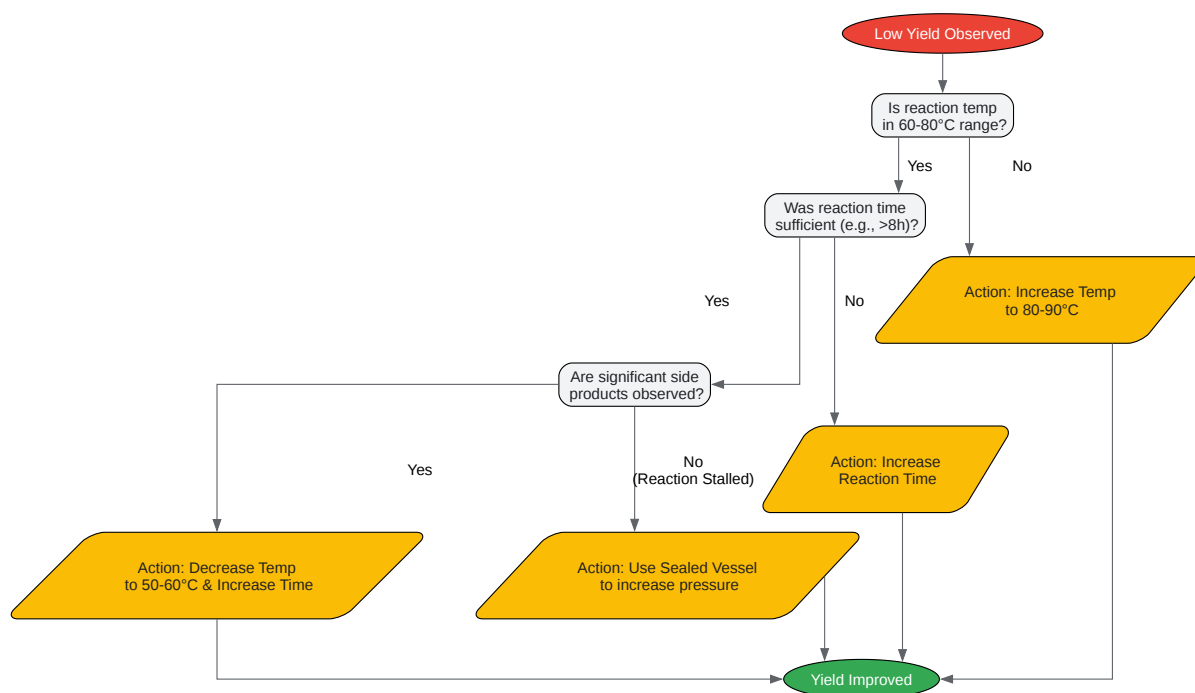 Low Yield Observed
Is reaction temp
in 60-80°C range?
Yes
No
Was reaction time
sufficient (e.g., >8h)?
Action: Increase Temp
to 80-90°C
Yes
No
Are significant side
products observed?
Yes
No
(Reaction Stalled)
Action: Increase
Reaction Time
Action: Decrease Temp
to 50-60°C & Increase Time
Action: Use Sealed Vessel
to increase pressure
Yield Improved